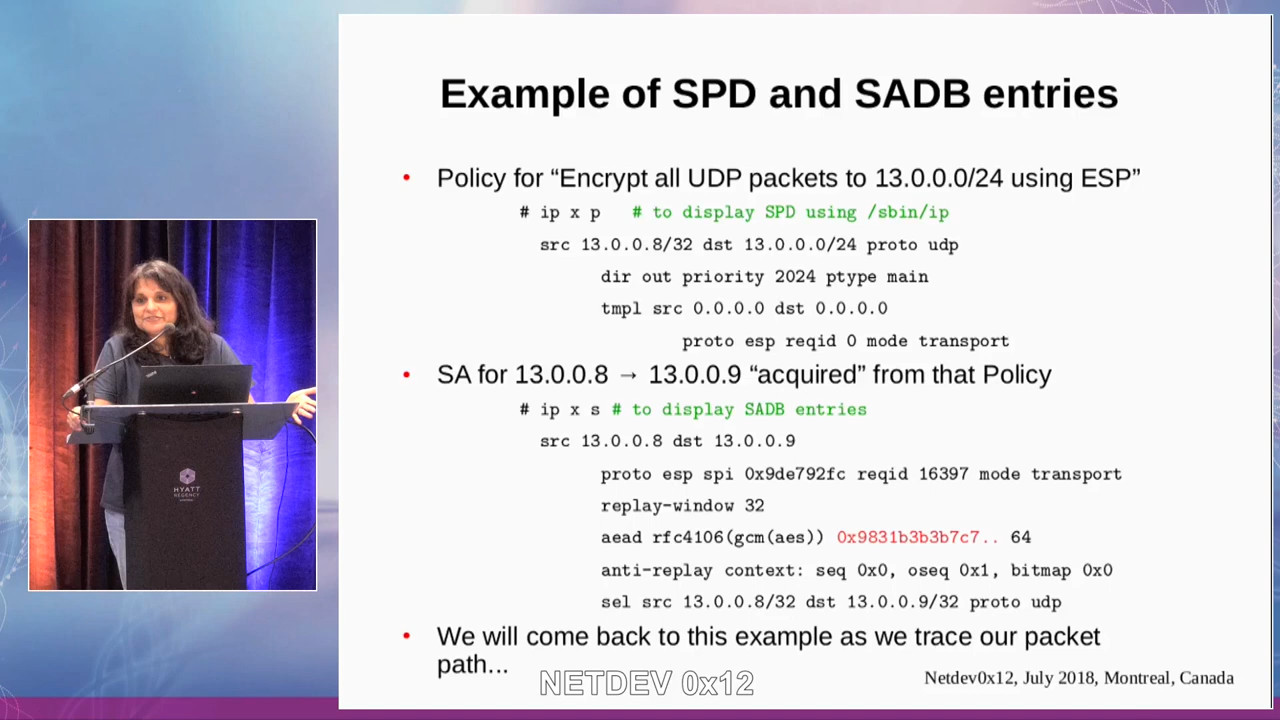 Example of SPD and SADB entries
• Policy for “Encrypt all UDP packets to 13.0.0.0/24 using ESP”
# ip x p # to display SPD using /sbin/ip
src 13.0.0.8/32 dst 13.0.0.0/24 proto udp
dir out priority 2024 ptype main
tmpl src 0.0.0.0 dst 0.0.0.0
proto esp reqid 0 mode transport
• SA for 13.0.0.8 → 13.0.0.9 “acquired” from that Policy
# ip x s # to display SADB entries
src 13.0.0.8 dst 13.0.0.9
proto esp spi 0x9de792fc reqid 16397 mode transport
replay-window 32
aead rfc4106(gcm(aes)) 0x9831b3b3b7c7.. 64
anti-replay context: seq 0x0, oseq 0x1, bitmap 0x0
sel src 13.0.0.8/32 dst 13.0.0.9/32 proto udp
• We will come back to this example as we trace our packet
path...
NETDEV 0x12
Netdev0x12, July 2018, Montreal, Canada
HYATT
REGENCY